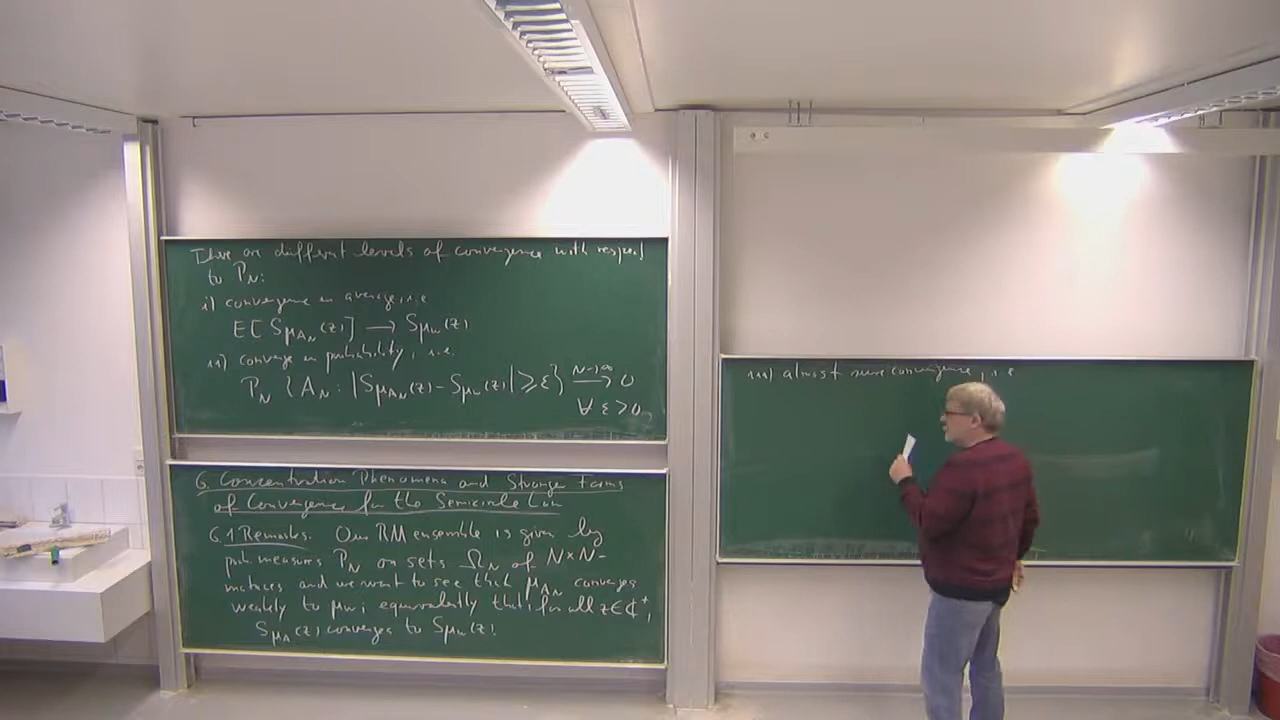 There are different levels of convergence with respect
to P_N:
i) convergence in average, i.e
E[S_{μ_{A_N}}(z)] → S_{μ_W}(z)
ii) converge in probability, i.e.
P_N {A_N : |S_{μ_{A_N}}(z) - S_{μ_W}(z)| ≥ ε} →^{N→∞} 0
∀ ε > 0
6. Concentration Phenomena and Stronger Forms
of Convergence for the Semicircle Law
6.1 Remarks. Our RM ensemble is given by
prob. measures P_N on sets Ω_N of N×N-
matrices and we want to see that μ_{A_N} converges
weakly to μ_W; equivalently that, for all z ∈ ℂ^+,
S_{μ_A}(z) converges to S_{μ_W}(z).
iii) almost sure convergence, i.e